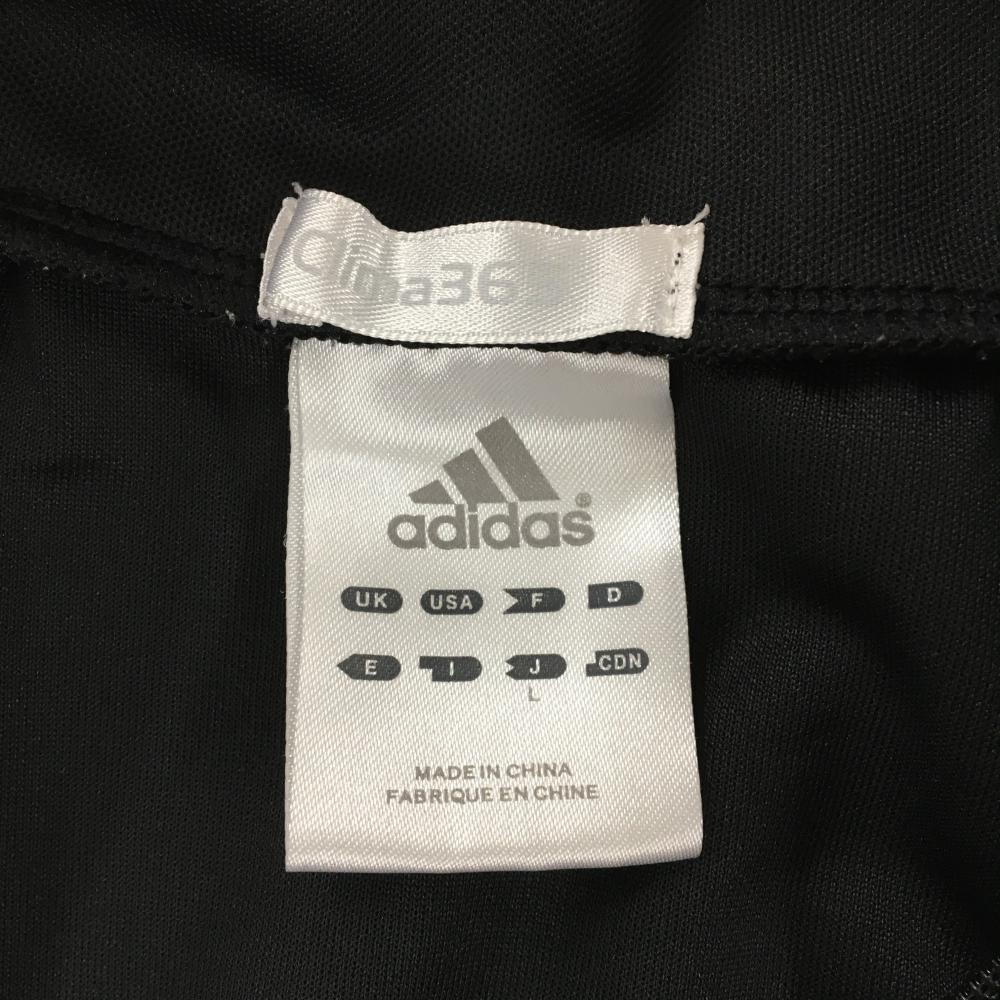 Clima36
adidas®
UK USA F D
E I J CDN
L
MADE IN CHINA
FABRIQUE EN CHINE